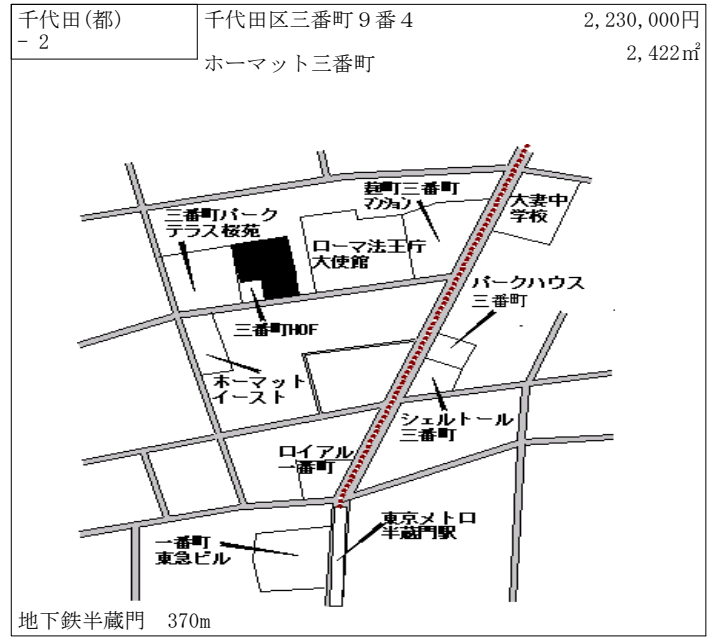 千代田(都)
- 2
千代田区三番町９番４
2,230,000円
ホーマット三番町
2,422㎡
麹町三番町
マンション
大妻中
学校
三番町パーク
テラス桜苑
ローマ法王庁
大使館
パークハウス
三番町
三番町HOF
ホーマット
イースト
シェルトール
三番町
ロイアル
一番町
東京メトロ
半蔵門駅
一番町
東急ビル
地下鉄半蔵門　370m